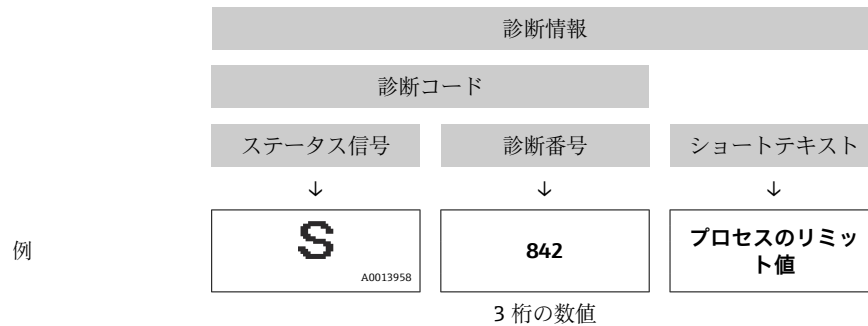 診断情報
診断コード
ステータス信号 診断番号 ショートテキスト
↓ ↓ ↓
例 S 842 プロセスのリミッ
ト値
A0013958
3 桁の数値